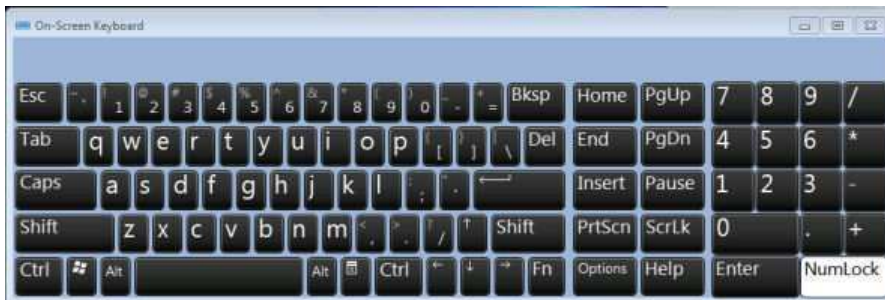 On-Screen Keyboard
Esc ~ ` ! 1 @ 2 # 3 $ 4 % 5 ^ 6 & 7 * 8 ( 9 ) 0 _ - + = Bksp Home PgUp 7 8 9 /
Tab q w e r t y u i o p { [ } ] | \ Del End PgDn 4 5 6 *
Caps a s d f g h j k l : ; " ' Insert Pause 1 2 3 -
Shift z x c v b n m < , > . ? / ↑ Shift PrtScn ScrLk 0 . +
Ctrl Alt Alt Ctrl ← ↓ → Fn Options Help Enter NumLock